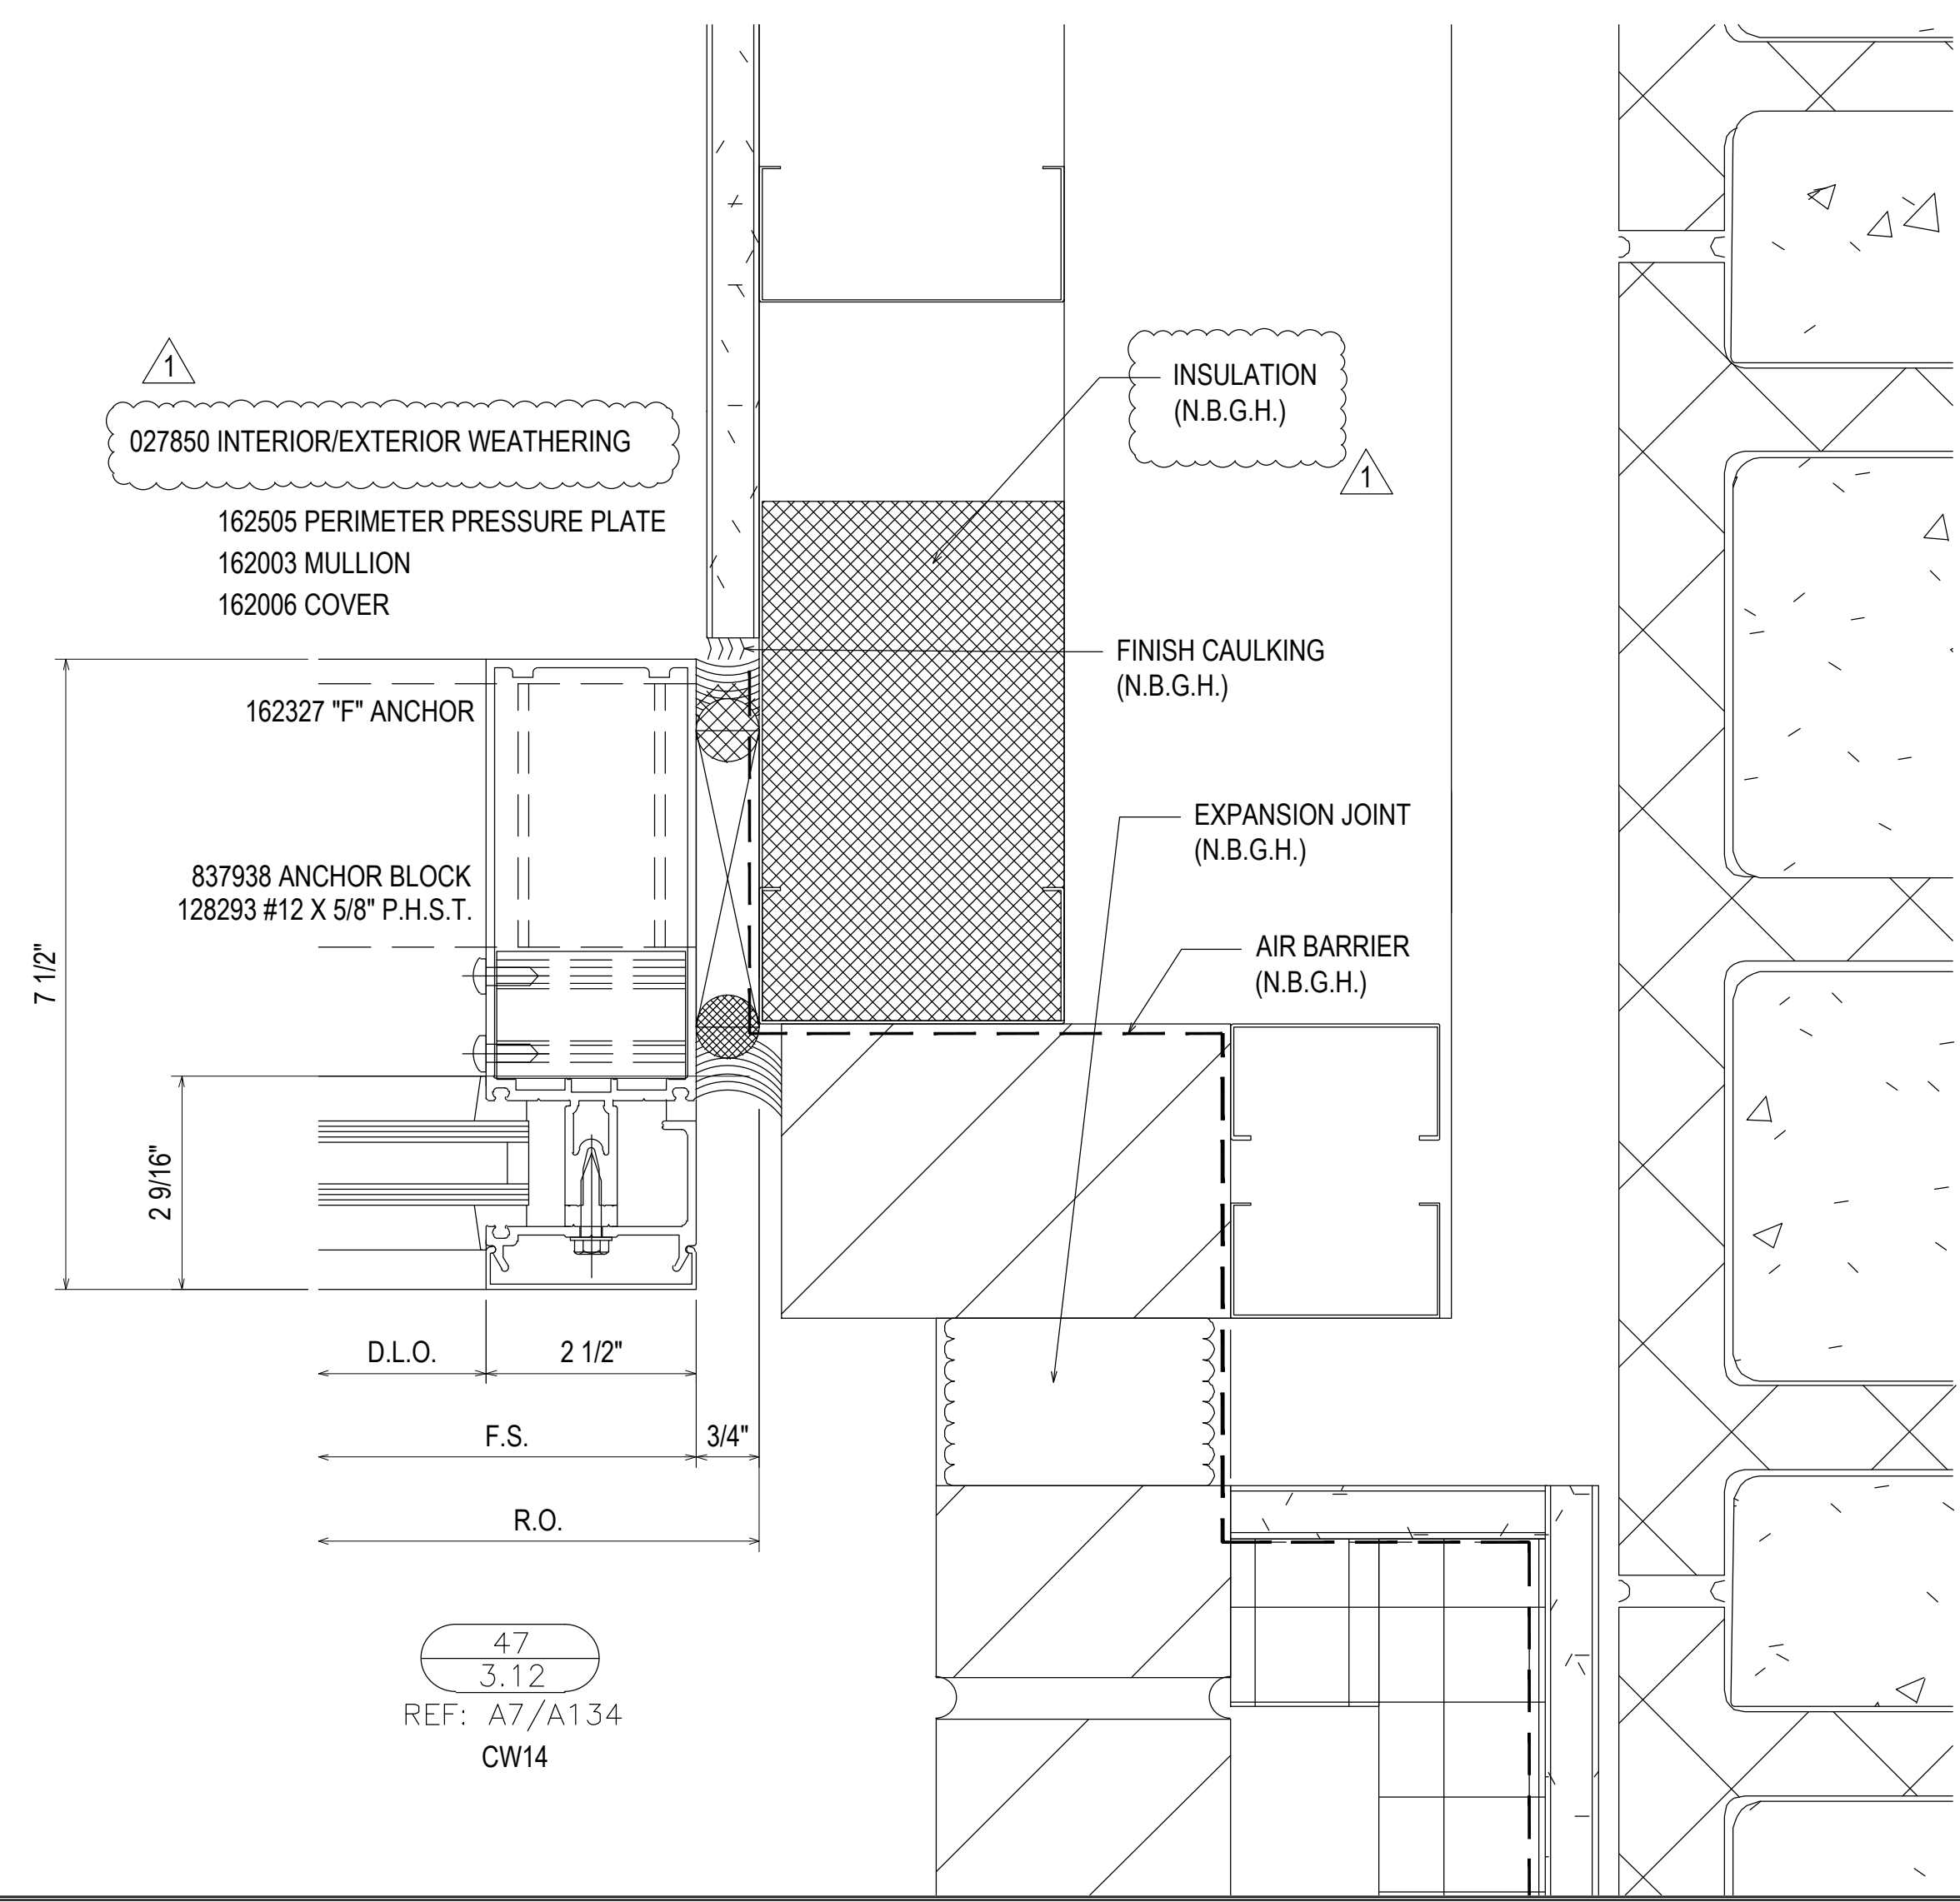 1
027850 INTERIOR/EXTERIOR WEATHERING
162505 PERIMETER PRESSURE PLATE
162003 MULLION
162006 COVER
162327 "F" ANCHOR
837938 ANCHOR BLOCK
128293 #12 X 5/8" P.H.S.T.
7 1/2"
2 9/16"
INSULATION
(N.B.G.H.)
1
FINISH CAULKING
(N.B.G.H.)
EXPANSION JOINT
(N.B.G.H.)
AIR BARRIER
(N.B.G.H.)
D.L.O.
2 1/2"
F.S.
3/4"
R.O.
47
3.12
REF: A7/A134
CW14